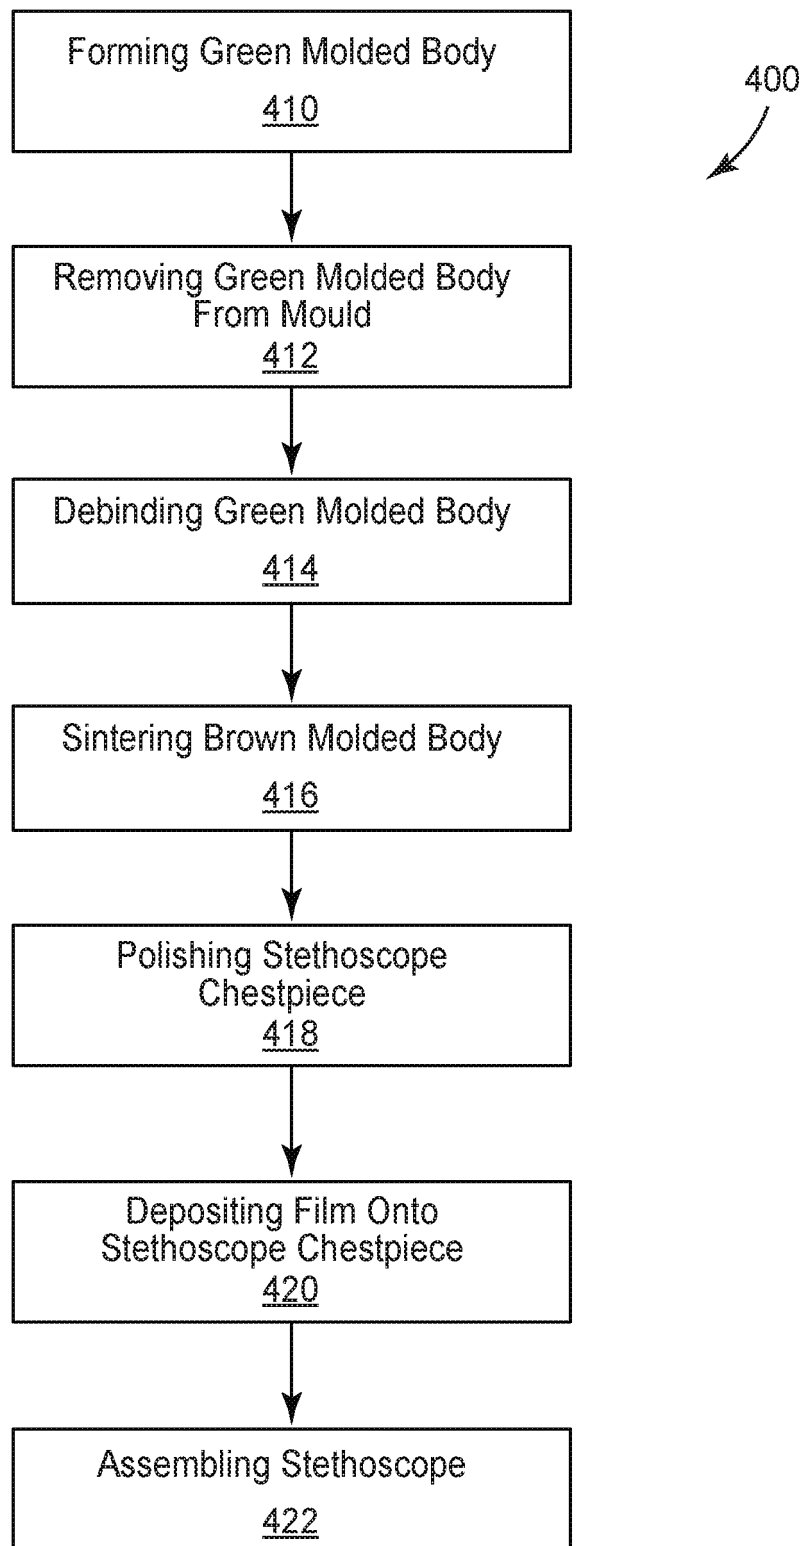 Forming Green Molded Body
410
400
Removing Green Molded Body
From Mould
412
Debinding Green Molded Body
414
Sintering Brown Molded Body
416
Polishing Stethoscope
Chestpiece
418
Depositing Film Onto
Stethoscope Chestpiece
420
Assembling Stethoscope
422